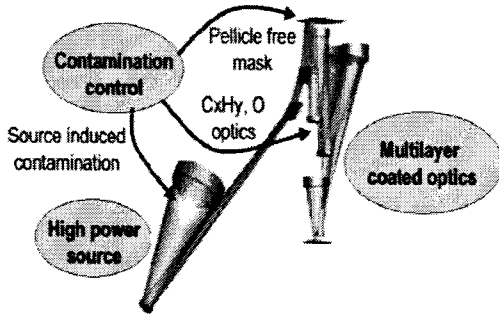 Contamination
control
Pellicle free
mask
CxHy, O
optics
Source induced
contamination
Multilayer
coated optics
High power
source